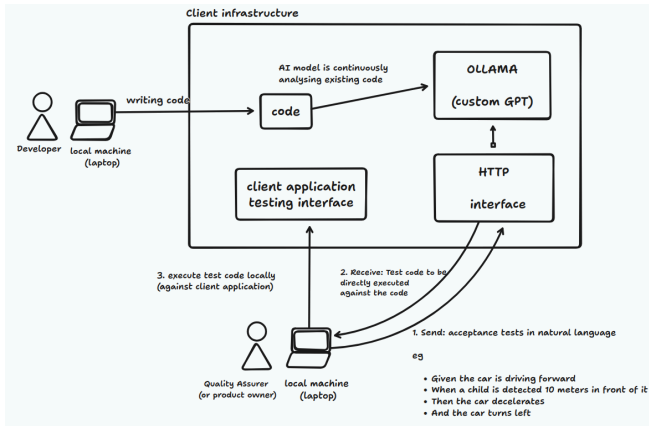 Client infrastructure
AI model is continuously
analysing existing code
OLLAMA
(custom GPT)
writing code
code
Developer
local machine
(laptop)
HTTP
interface
client application
testing interface
3. execute test code locally
(against client application)
2. Receive: Test code to be
directly executed
against the code
1. Send: acceptance tests in natural language
eg
• Given the car is driving forward
• When a child is detected 10 meters in front of it
• Then the car decelerates
• And the car turns left
Quality Assurer
(or product owner)
local machine
(laptop)